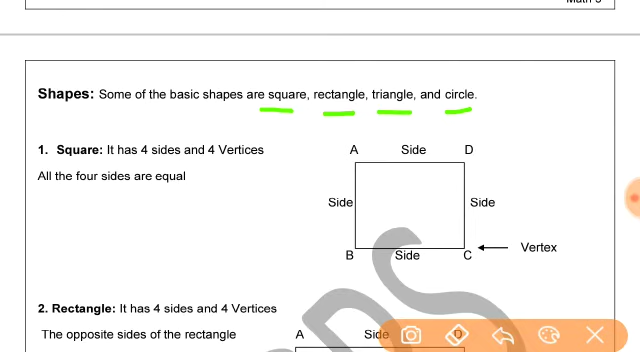 Shapes: Some of the basic shapes are square, rectangle, triangle, and circle.
1. Square: It has 4 sides and 4 Vertices
All the four sides are equal
A Side D
Side Side
B Side C Vertex
2. Rectangle: It has 4 sides and 4 Vertices
The opposite sides of the rectangle
A Side D